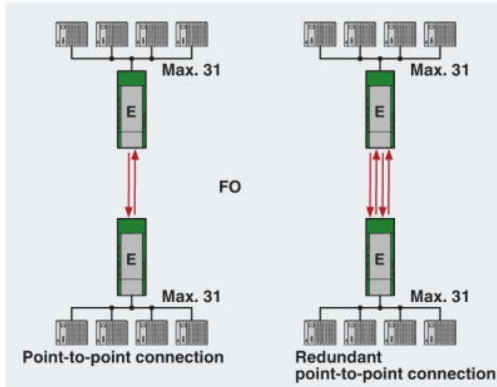 Max. 31
Max. 31
E
E
FO
E
E
Max. 31
Max. 31
Point-to-point connection
Redundant
point-to-point connection